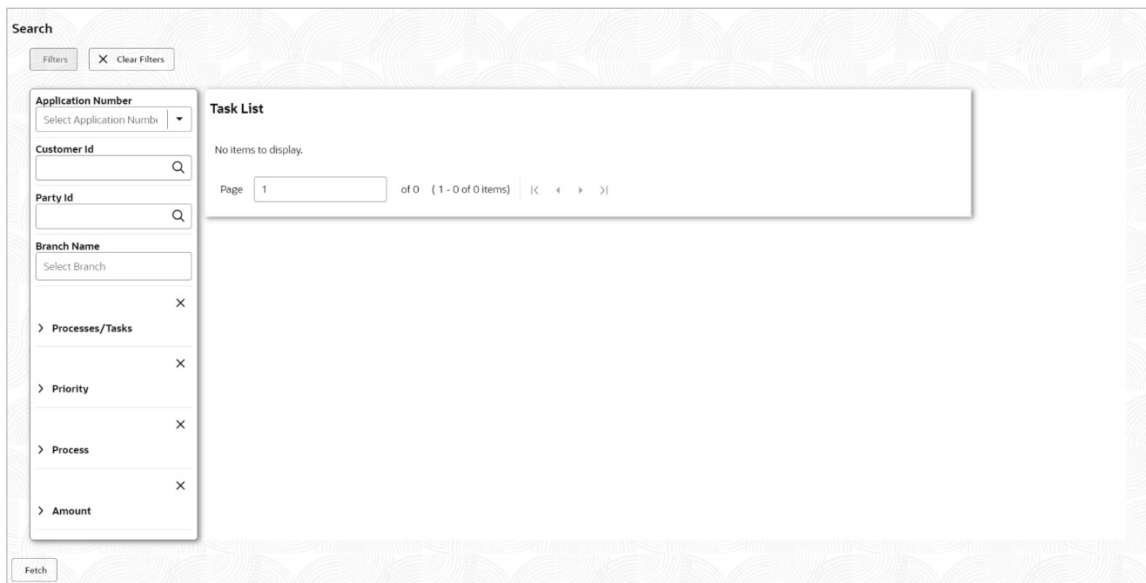 Search
Filters
Clear Filters
Application Number
Select Application Numbe
Customer Id
Party Id
Branch Name
Select Branch
Processes/Tasks
Priority
Process
Amount
Task List
No items to display.
Page 1 of 0 ( 1 - 0 of 0 items)
Fetch